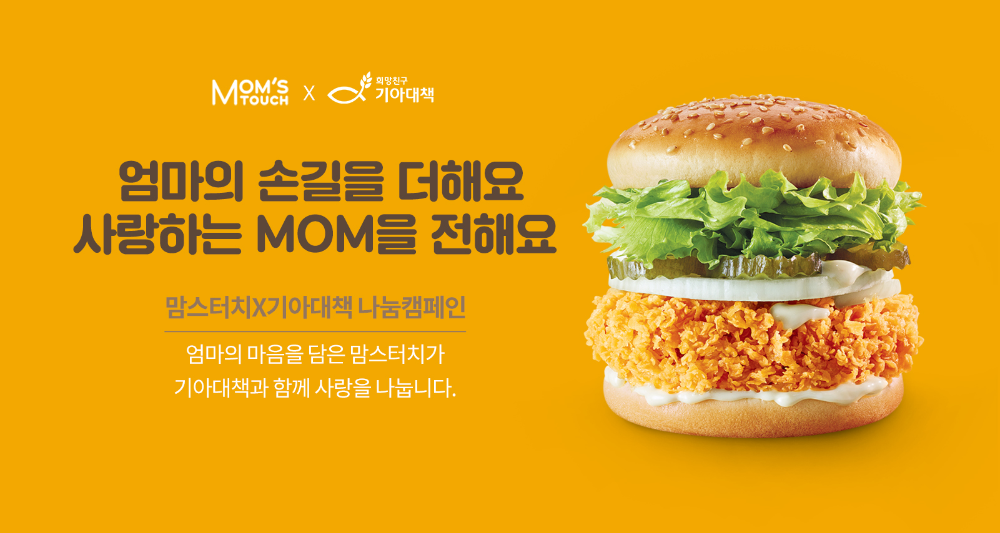 MOM'S TOUCH X 희망친구 기아대책
엄마의 손길을 더해요
사랑하는 MOM을 전해요
맘스터치X기아대책 나눔캠페인
엄마의 마음을 담은 맘스터치가
기아대책과 함께 사랑을 나눕니다.